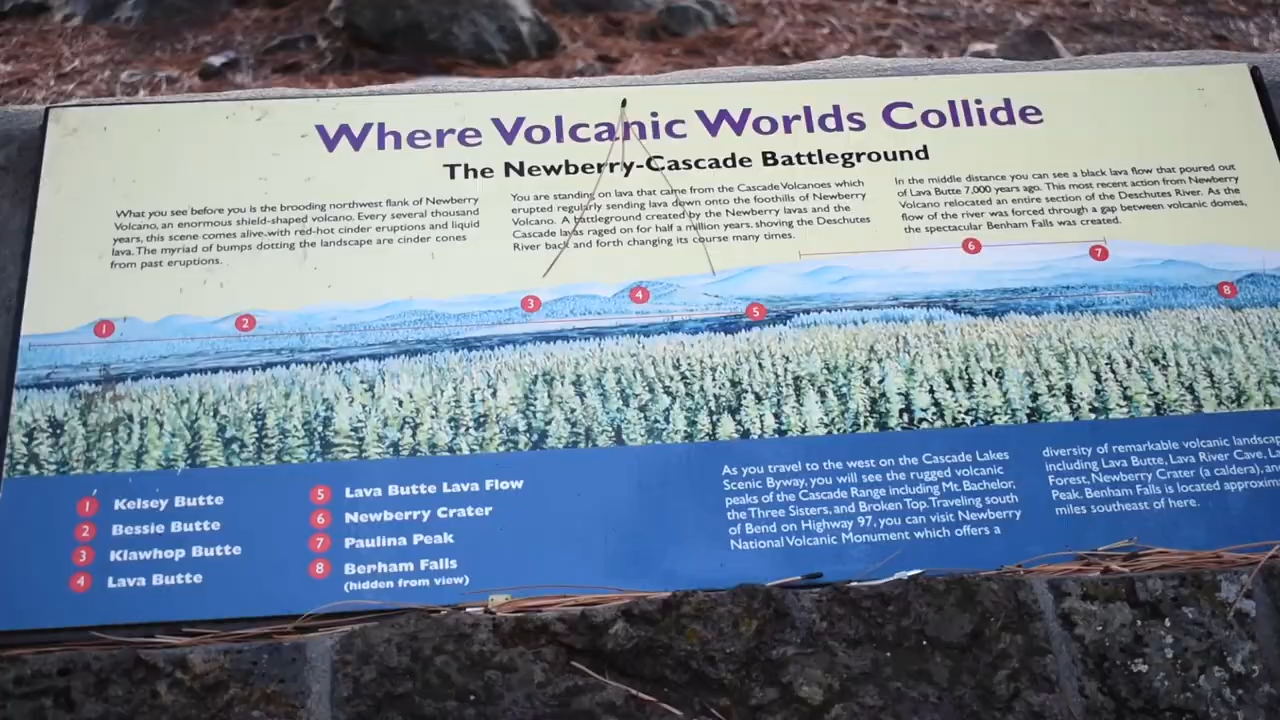 Where Volcanic Worlds Collide
The Newberry-Cascade Battleground
What you see before you is the brooding northwest flank of Newberry
Volcano, an enormous shield-shaped volcano. Every several thousand
years, this scene comes alive with red-hot cinder eruptions and liquid
lava. The myriad of bumps dotting the landscape are cinder cones
from past eruptions.
You are standing on lava that came from the Cascade Volcanoes which
erupted regularly sending lava down onto the foothills of Newberry
Volcano. A battleground created by the Newberry lavas and the
Cascade lavas raged on for half a million years, shoving the Deschutes
River back and forth changing its course many times.
In the middle distance you can see a black lava flow that poured out
of Lava Butte 7,000 years ago. This most recent action from Newberry
Volcano relocated an entire section of the Deschutes River. As the
flow of the river was forced through a gap between volcanic domes,
the spectacular Benham Falls was created.
1
2
3
4
5
6
7
8
1 Kelsey Butte
2 Bessie Butte
3 Klawhop Butte
4 Lava Butte
5 Lava Butte Lava Flow
6 Newberry Crater
7 Paulina Peak
8 Benham Falls
(hidden from view)
As you travel to the west on the Cascade Lakes
Scenic Byway, you will see the rugged volcanic
peaks of the Cascade Range including Mt. Bachelor,
the Three Sisters, and Broken Top. Traveling south
of Bend on Highway 97, you can visit Newberry
National Volcanic Monument which offers a
diversity of remarkable volcanic
including Lava Butte, Lava River Cave,
Forest, Newberry Crater (a caldera),
Peak. Benham Falls is located
miles southeast of here.